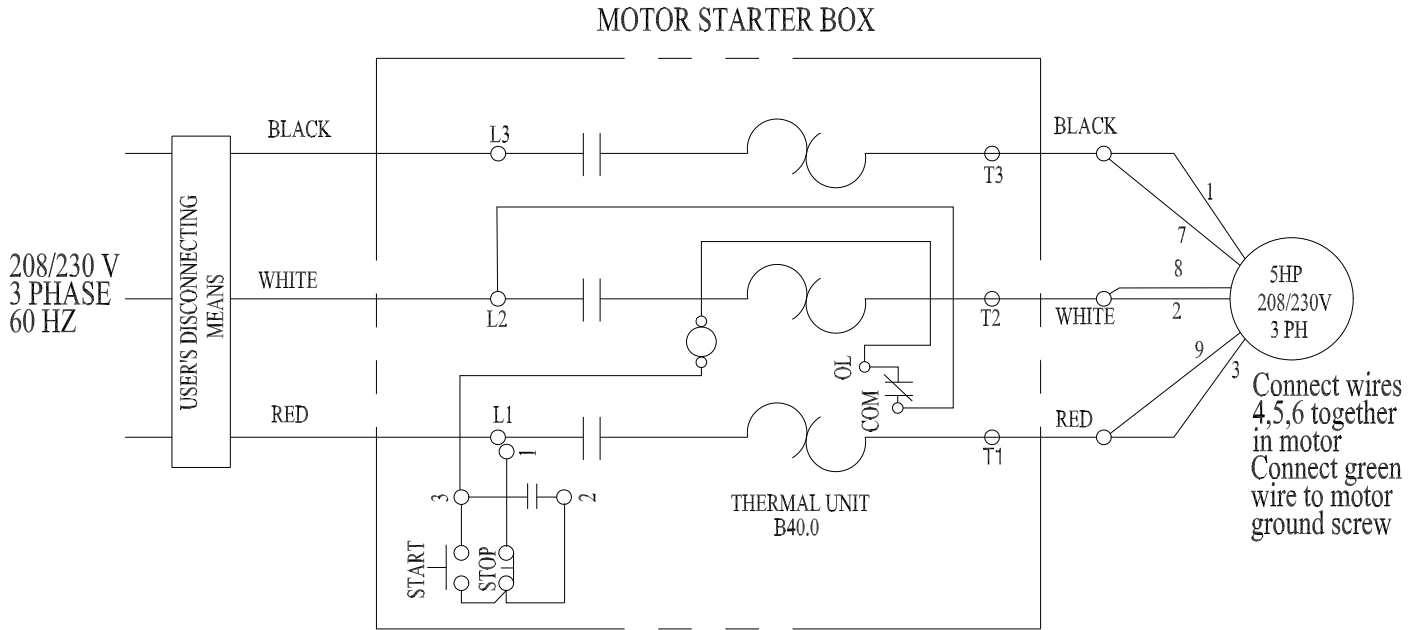 MOTOR STARTER BOX
BLACK
L3
BLACK
T3
1
7
208/230 V
3 PHASE
60 HZ
USER'S DISCONNECTING
MEANS
WHITE
L2
T2
WHITE
8
2
5HP
208/230V
3 PH
9
3
OL
COM
RED
L1
1
T1
RED
Connect wires
4,5,6 together
in motor
Connect green
wire to motor
ground screw
3
2
THERMAL UNIT
B40.0
START
STOP